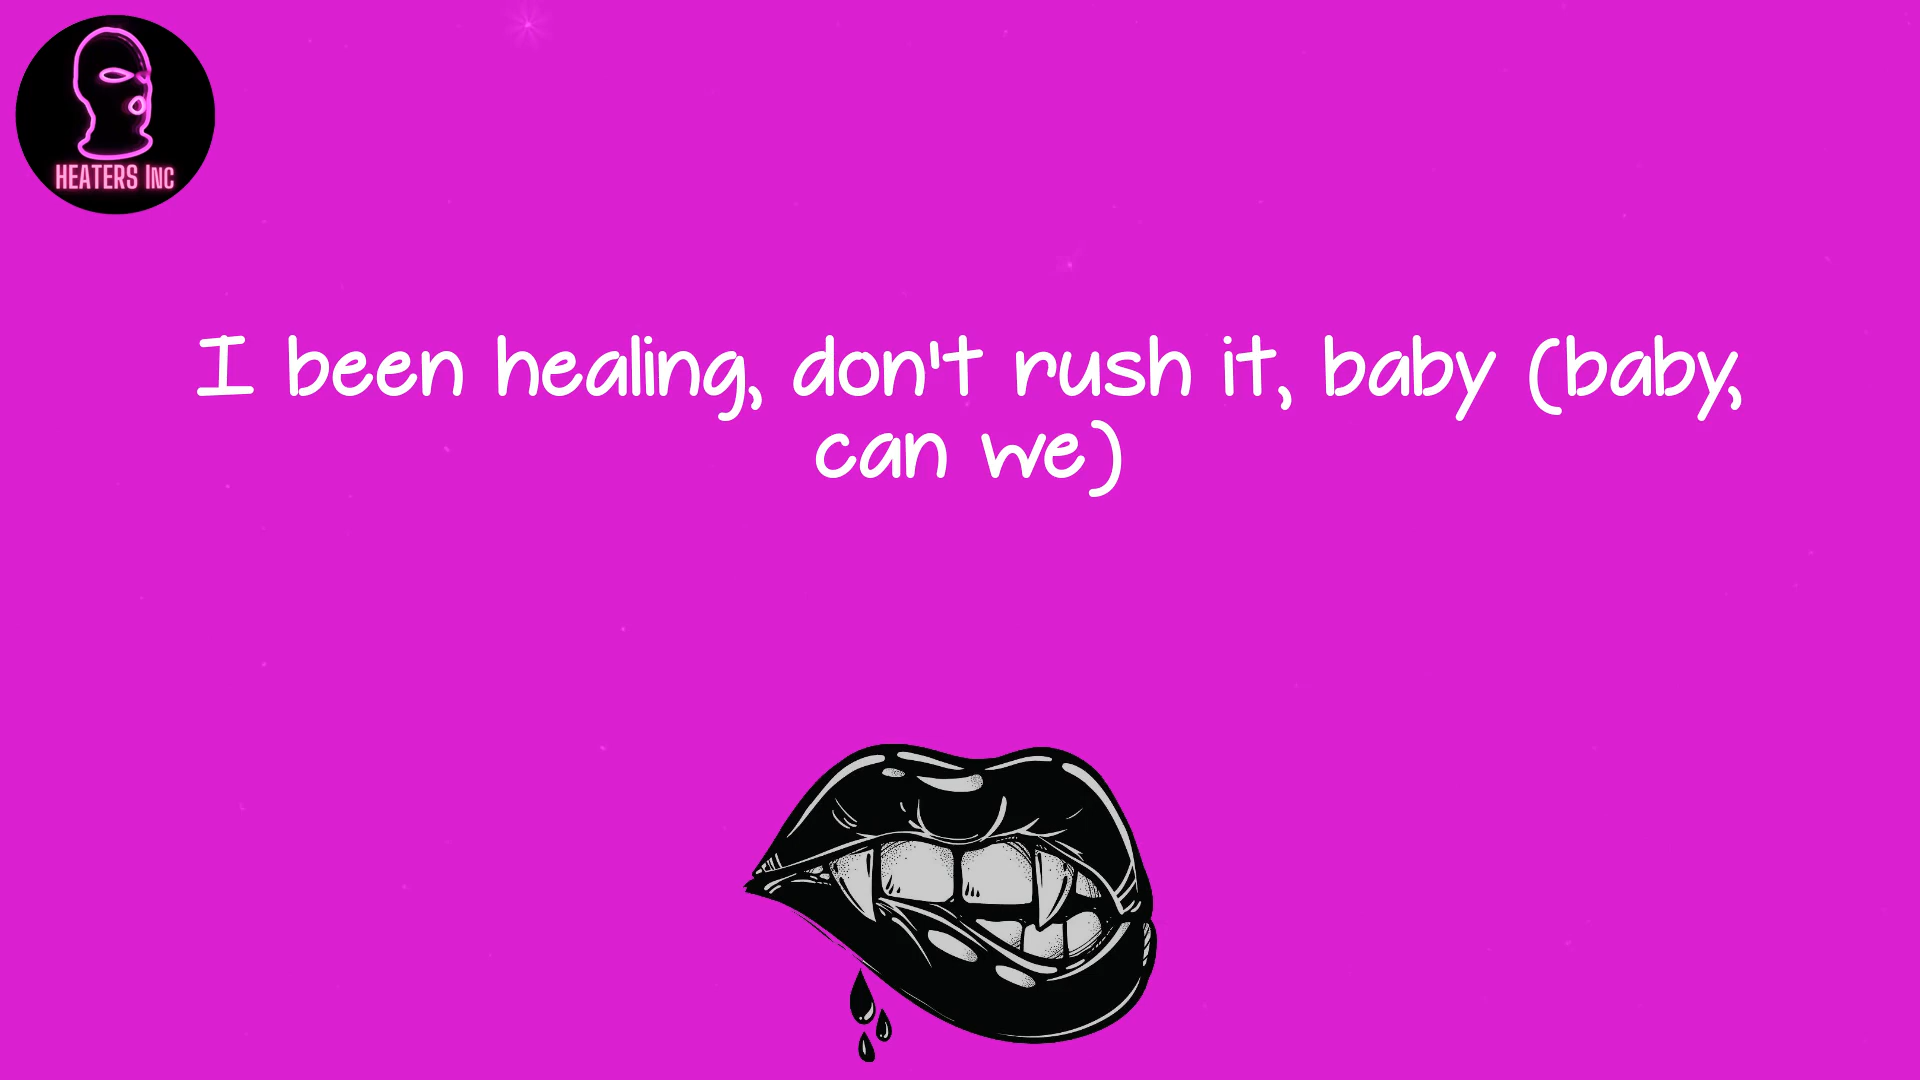 HEATERS INC
I been healing, don't rush it, baby (baby,
can we)